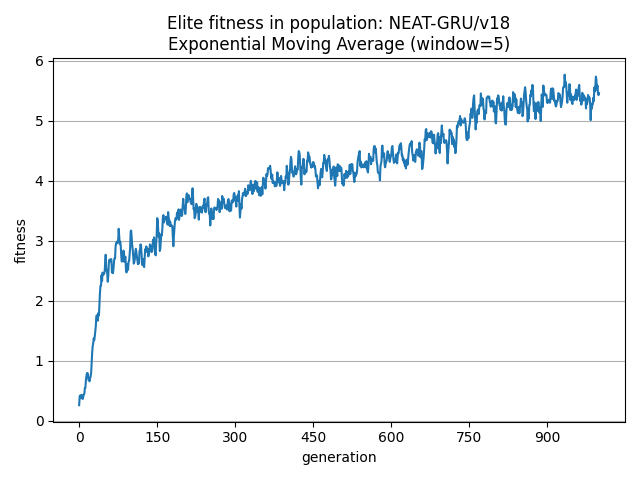 Elite fitness in population: NEAT-GRU/v18
Exponential Moving Average (window=5)
6
5
4
3
2
1
0
fitness
0 150 300 450 600 750 900
generation